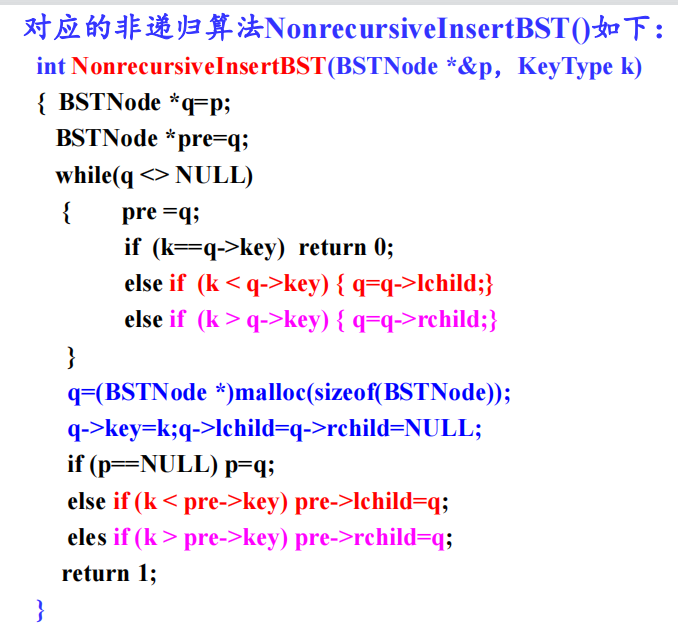 对应的非递归算法NonrecursiveInsertBST()如下：
int NonrecursiveInsertBST(BSTNode *&p，KeyType k)
{ BSTNode *q=p;
BSTNode *pre=q;
while(q <> NULL)
{ pre =q;
if (k==q->key) return 0;
else if (k < q->key) { q=q->lchild;}
else if (k > q->key) { q=q->rchild;}
}
q=(BSTNode *)malloc(sizeof(BSTNode));
q->key=k;q->lchild=q->rchild=NULL;
if (p==NULL) p=q;
else if (k < pre->key) pre->lchild=q;
eles if (k > pre->key) pre->rchild=q;
return 1;
}